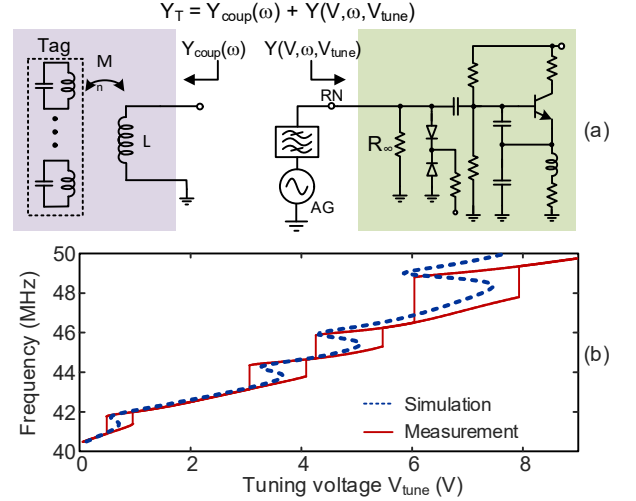 Y_T = Y_coup(ω) + Y(V,ω,V_tune)
Tag
M
n
L
Y_coup(ω)
Y(V,ω,V_tune)
RN
AG
R∞
(a)
Frequency (MHz)
50
48
46
44
42
40
0
2
4
6
8
Tuning voltage V_tune (V)
Simulation
Measurement
(b)